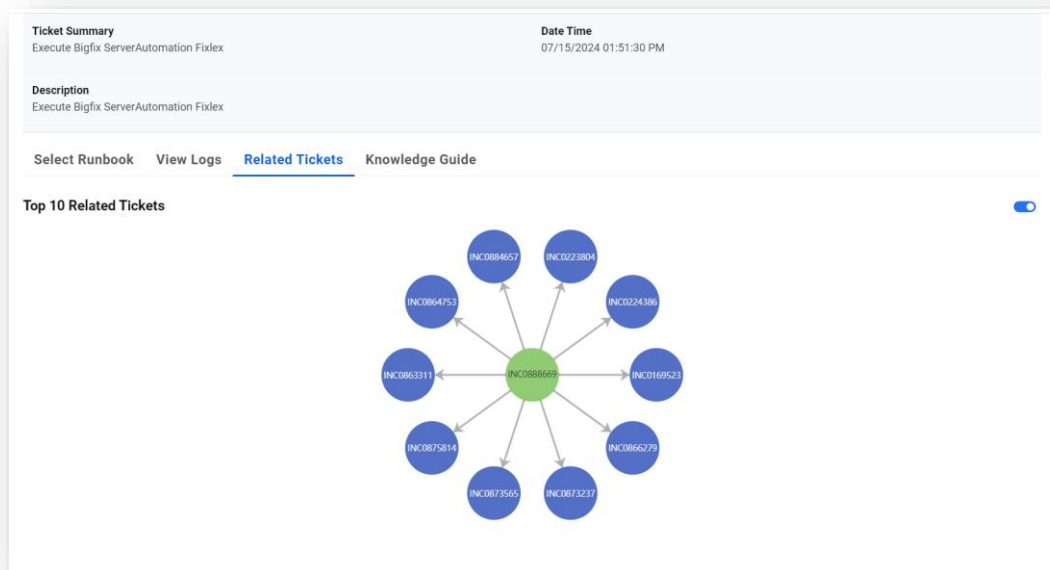 Ticket Summary
Execute Bigfix ServerAutomation Fixlex
Date Time
07/15/2024 01:51:30 PM
Description
Execute Bigfix ServerAutomation Fixlex
Select Runbook View Logs Related Tickets Knowledge Guide
Top 10 Related Tickets
INC0884657 INC0223804
INC0864753 INC0224386
INC0863311 INC0888669 INC0169523
INC0875814 INC0866279
INC0873565 INC0873237